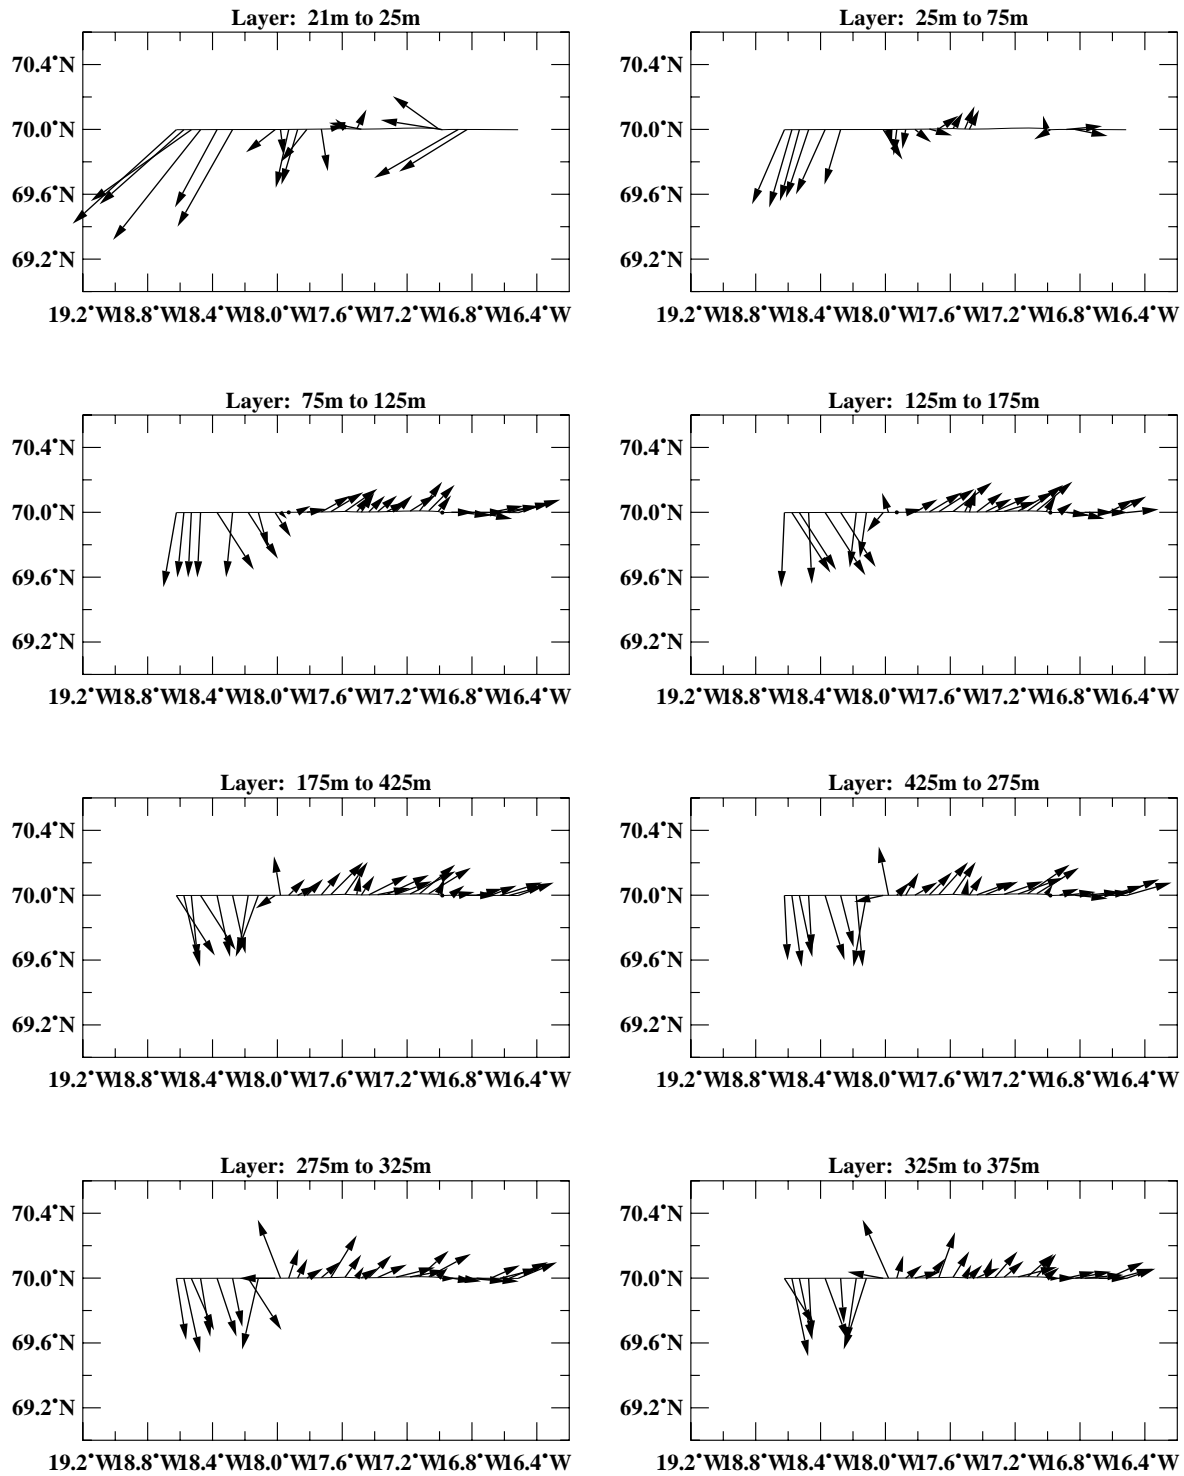 Layer: 21m to 25m
70.4°N
70.0°N
69.6°N
69.2°N
19.2°W18.8°W18.4°W18.0°W17.6°W17.2°W16.8°W16.4°W
Layer: 25m to 75m
70.4°N
70.0°N
69.6°N
69.2°N
19.2°W18.8°W18.4°W18.0°W17.6°W17.2°W16.8°W16.4°W
Layer: 75m to 125m
70.4°N
70.0°N
69.6°N
69.2°N
19.2°W18.8°W18.4°W18.0°W17.6°W17.2°W16.8°W16.4°W
Layer: 125m to 175m
70.4°N
70.0°N
69.6°N
69.2°N
19.2°W18.8°W18.4°W18.0°W17.6°W17.2°W16.8°W16.4°W
Layer: 175m to 425m
70.4°N
70.0°N
69.6°N
69.2°N
19.2°W18.8°W18.4°W18.0°W17.6°W17.2°W16.8°W16.4°W
Layer: 425m to 275m
70.4°N
70.0°N
69.6°N
69.2°N
19.2°W18.8°W18.4°W18.0°W17.6°W17.2°W16.8°W16.4°W
Layer: 275m to 325m
70.4°N
70.0°N
69.6°N
69.2°N
19.2°W18.8°W18.4°W18.0°W17.6°W17.2°W16.8°W16.4°W
Layer: 325m to 375m
70.4°N
70.0°N
69.6°N
69.2°N
19.2°W18.8°W18.4°W18.0°W17.6°W17.2°W16.8°W16.4°W